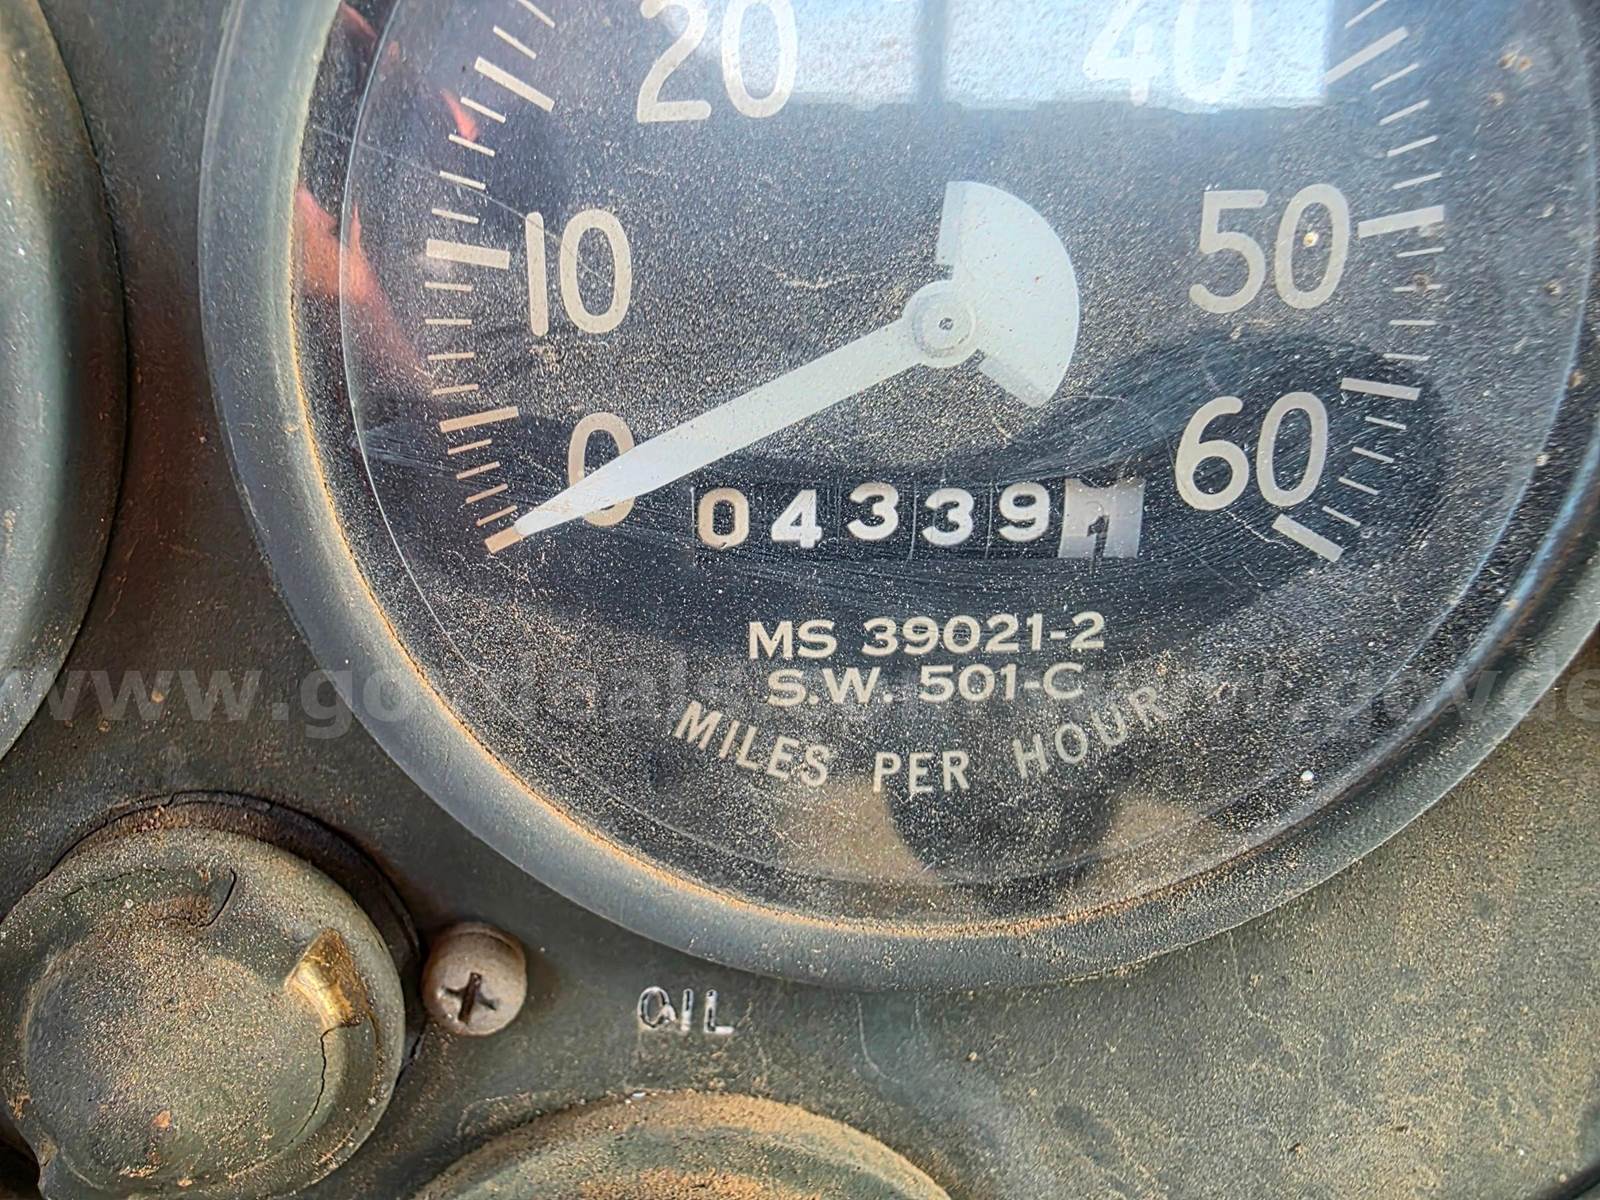 20 40
10 50
0 60
04339
MS 39021-2
S.W. 501-C
MILES PER HOUR
OIL